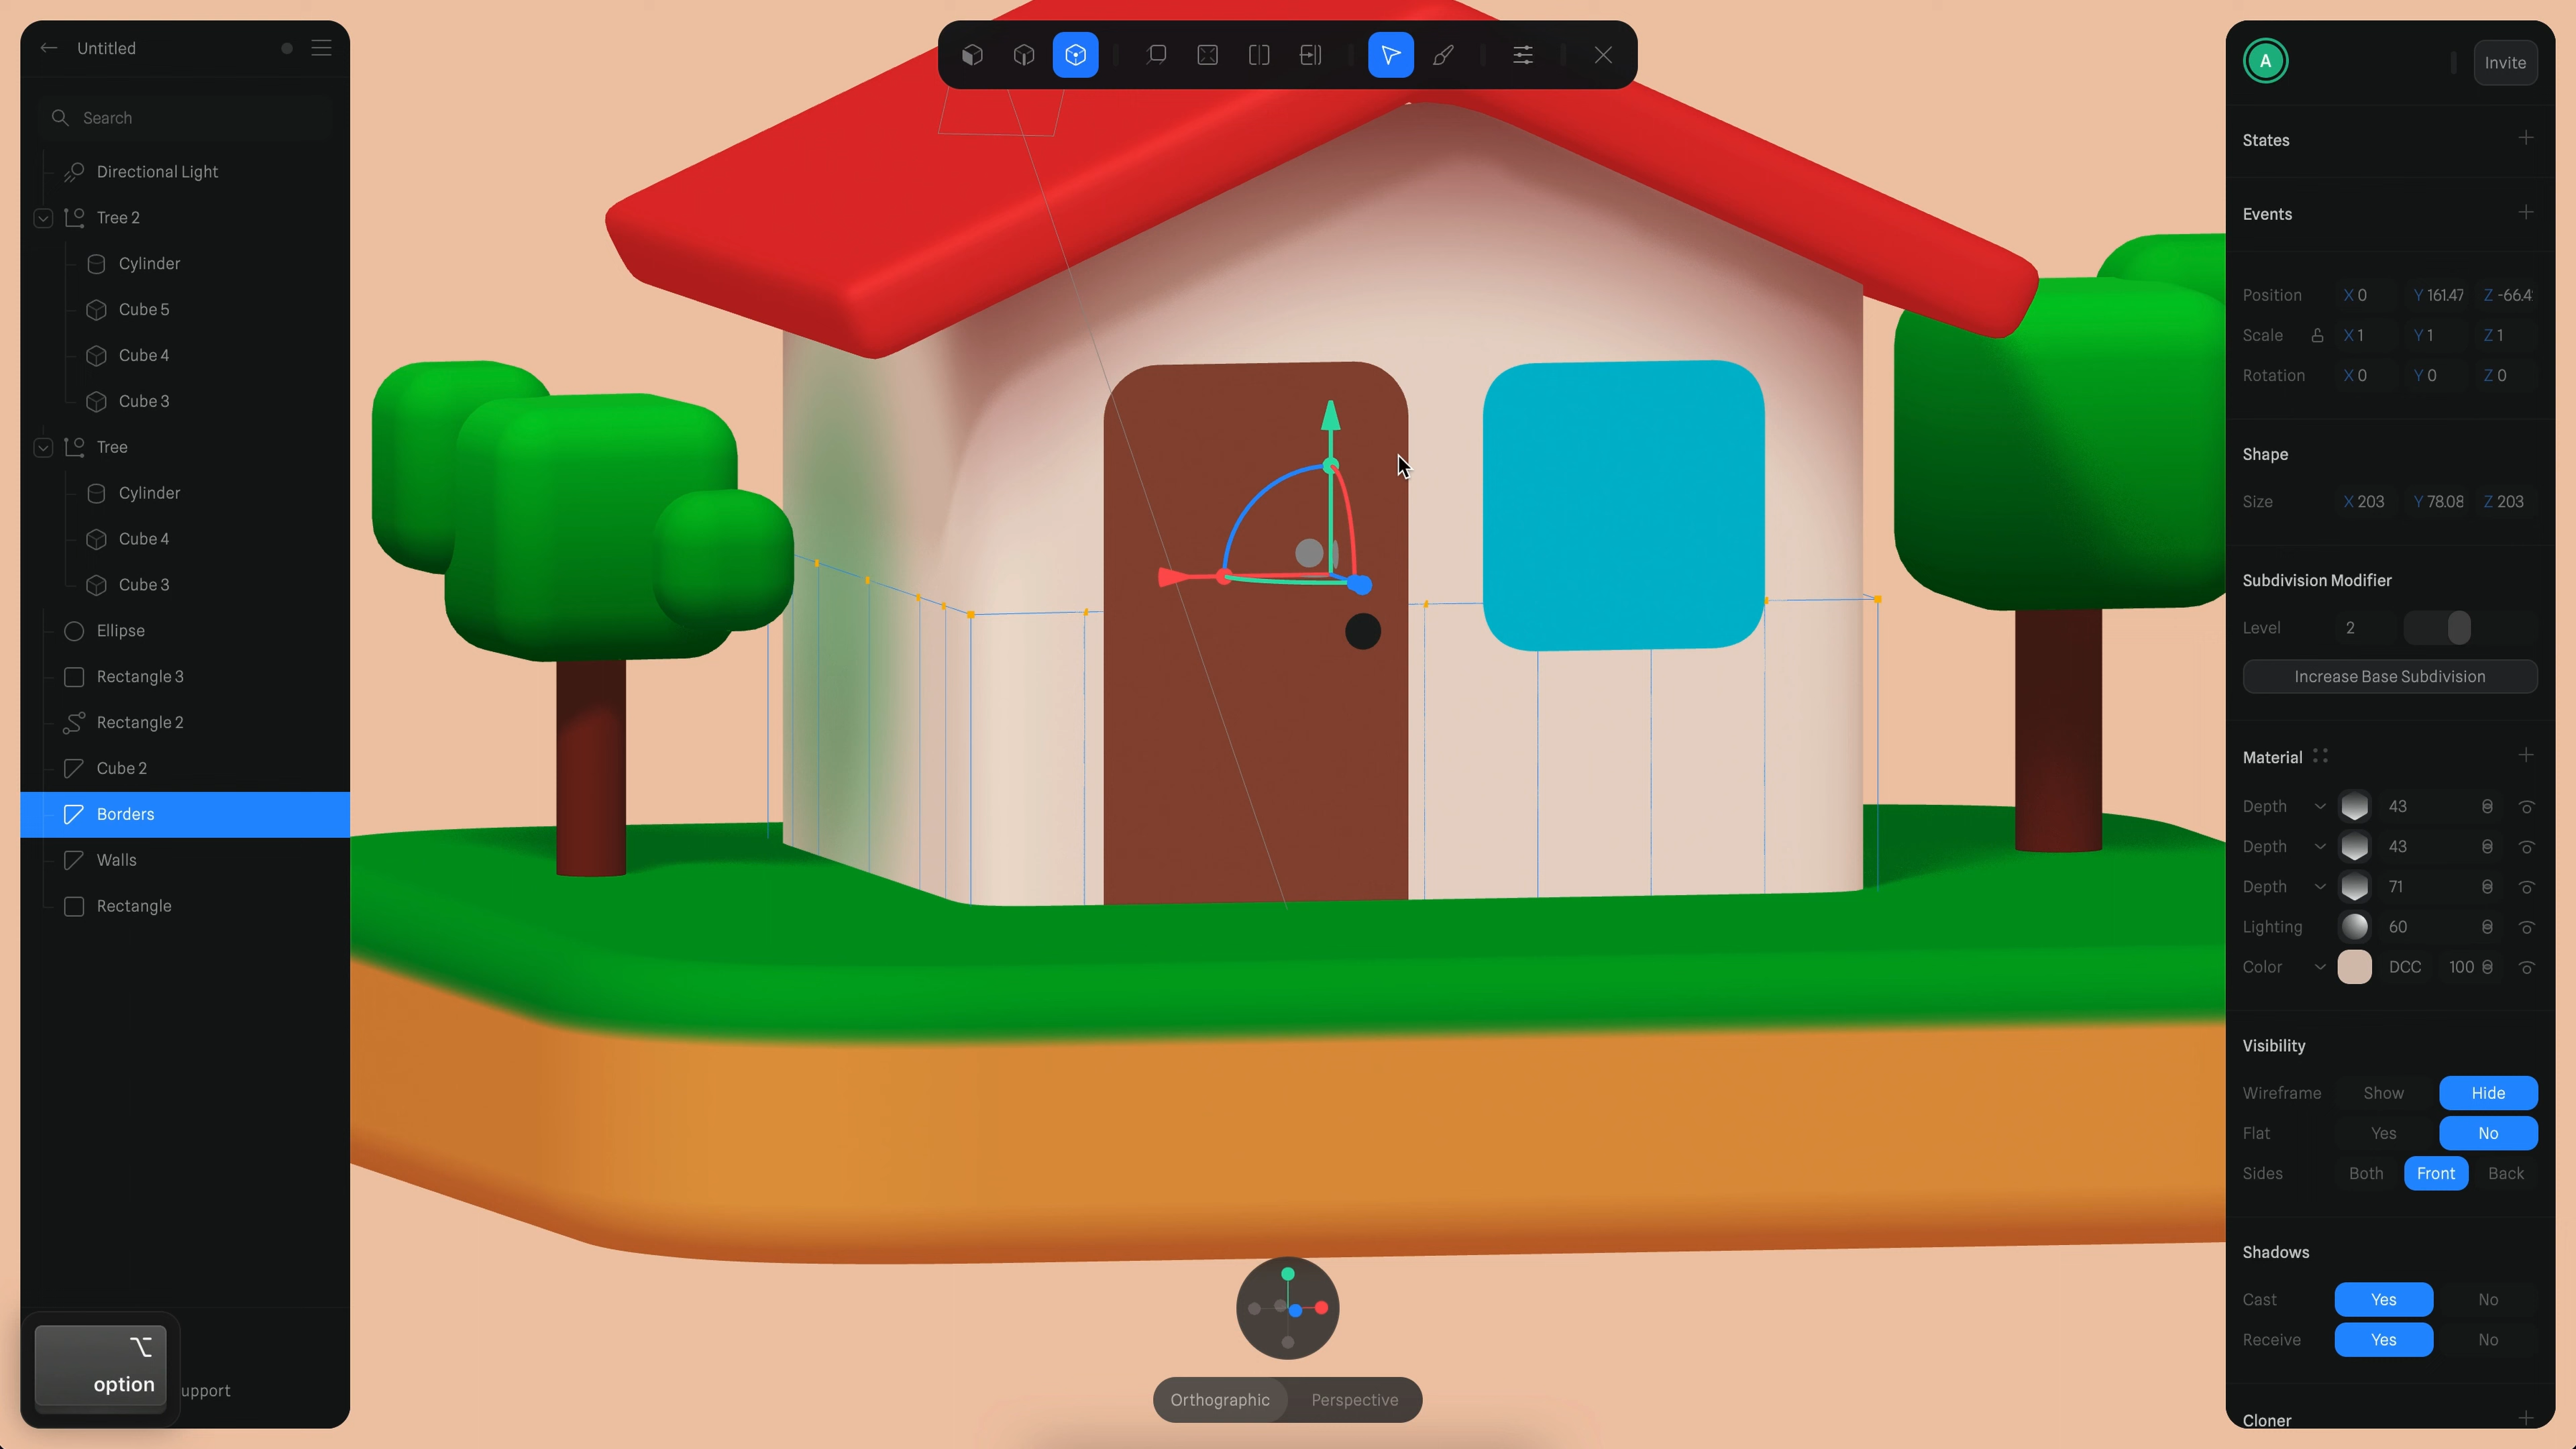 Untitled
Search
Directional Light
Tree 2
Cylinder
Cube 5
Cube 4
Cube 3
Tree
Cylinder
Cube 4
Cube 3
Ellipse
Rectangle 3
Rectangle 2
Cube 2
Borders
Walls
Rectangle
⌥
option
upport
Orthographic
Perspective
A
Invite
States
Events
Position X 0 Y 161.47 Z -66.4
Scale X 1 Y 1 Z 1
Rotation X 0 Y 0 Z 0
Shape
Size X 203 Y 78.08 Z 203
Subdivision Modifier
Level 2
Increase Base Subdivision
Material
Depth 43
Depth 43
Depth 71
Lighting 60
Color DCC 100
Visibility
Wireframe Show Hide
Flat Yes No
Sides Both Front Back
Shadows
Cast Yes No
Receive Yes No
Cloner